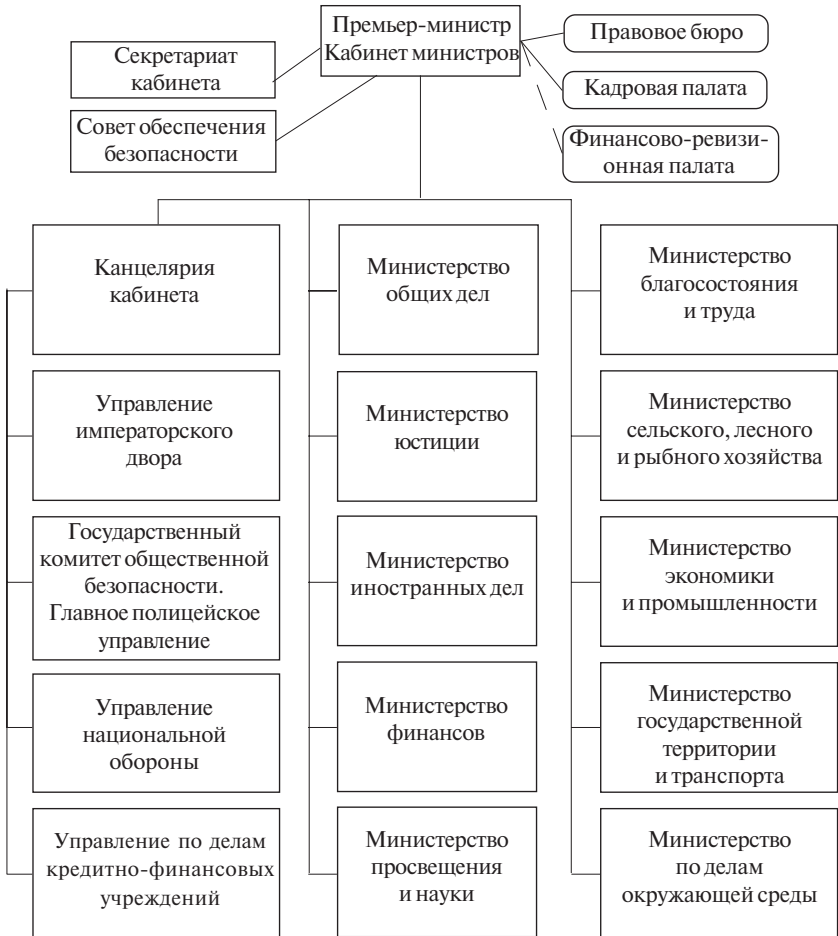 Премьер-министр
Кабинет министров
Секретариат
кабинета
Совет обеспечения
безопасности
Правовое бюро
Кадровая палата
Финансово-ревизи-
онная палата
Канцелярия
кабинета
Управление
императорского
двора
Государственный
комитет общественной
безопасности.
Главное полицейское
управление
Управление
национальной
обороны
Управление по делам
кредитно-финансовых
учреждений
Министерство
общих дел
Министерство
юстиции
Министерство
иностранных дел
Министерство
финансов
Министерство
просвещения
и науки
Министерство
благосостояния
и труда
Министерство
сельского, лесного
и рыбного хозяйства
Министерство
экономики
и промышленности
Министерство
государственной
территории
и транспорта
Министерство
по делам
окружающей среды